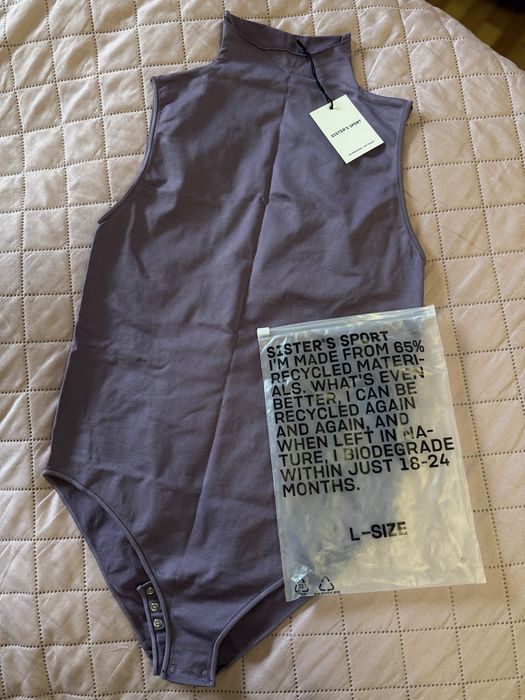 SISTER'S SPORT
SISTER'S SPORT
I'M MADE FROM 65%
RECYCLED MATERI-
ALS. WHAT'S EVEN
BETTER, I CAN BE
RECYCLED AGAIN
AND AGAIN, AND
WHEN LEFT IN NA-
TURE, I BIODEGRADE
WITHIN JUST 18-24
MONTHS.
L-SIZE
RECYCLED